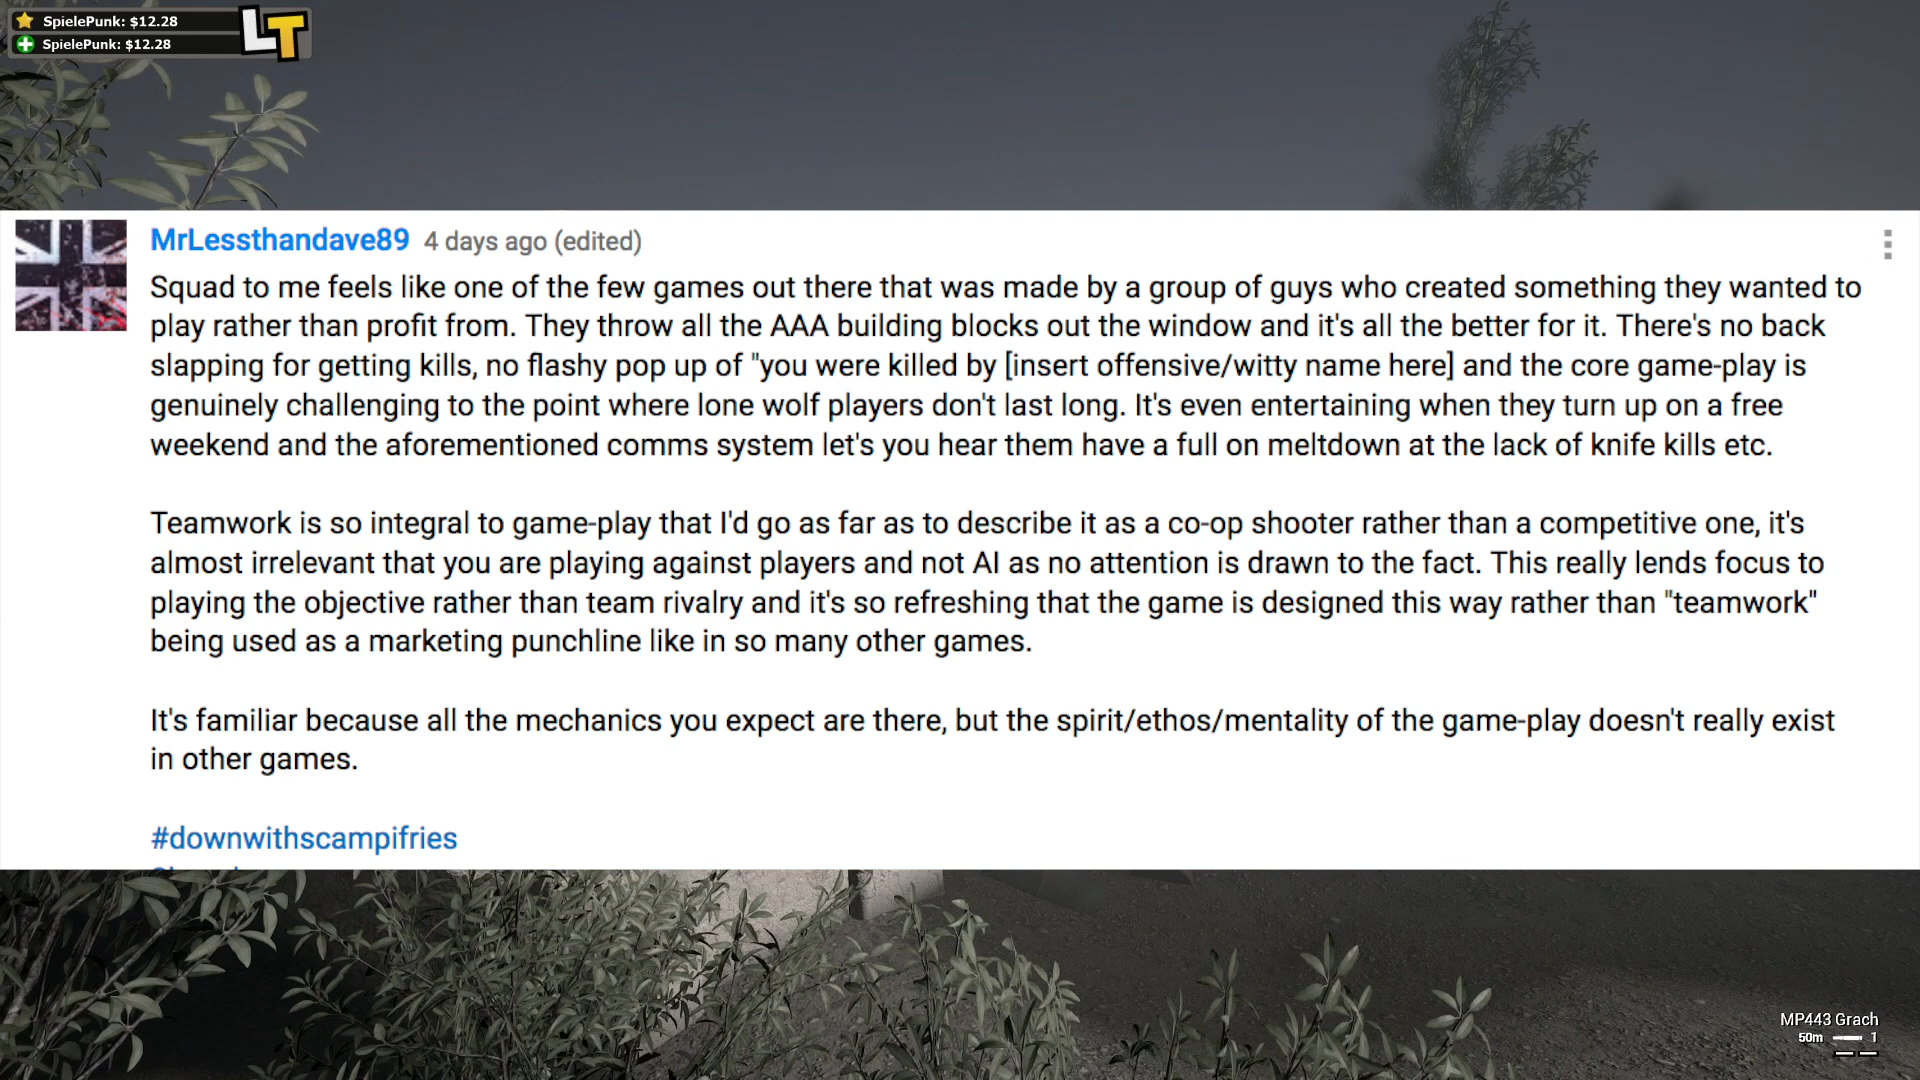 SpielePunk: $12.28
SpielePunk: $12.28
LT
MrLessthandave89 4 days ago (edited)
Squad to me feels like one of the few games out there that was made by a group of guys who created something they wanted to
play rather than profit from. They throw all the AAA building blocks out the window and it's all the better for it. There's no back
slapping for getting kills, no flashy pop up of "you were killed by [insert offensive/witty name here] and the core game-play is
genuinely challenging to the point where lone wolf players don't last long. It's even entertaining when they turn up on a free
weekend and the aforementioned comms system let's you hear them have a full on meltdown at the lack of knife kills etc.
Teamwork is so integral to game-play that I'd go as far as to describe it as a co-op shooter rather than a competitive one, it's
almost irrelevant that you are playing against players and not AI as no attention is drawn to the fact. This really lends focus to
playing the objective rather than team rivalry and it's so refreshing that the game is designed this way rather than "teamwork"
being used as a marketing punchline like in so many other games.
It's familiar because all the mechanics you expect are there, but the spirit/ethos/mentality of the game-play doesn't really exist
in other games.
#downwithscampifries
MP443 Grach
50m 1